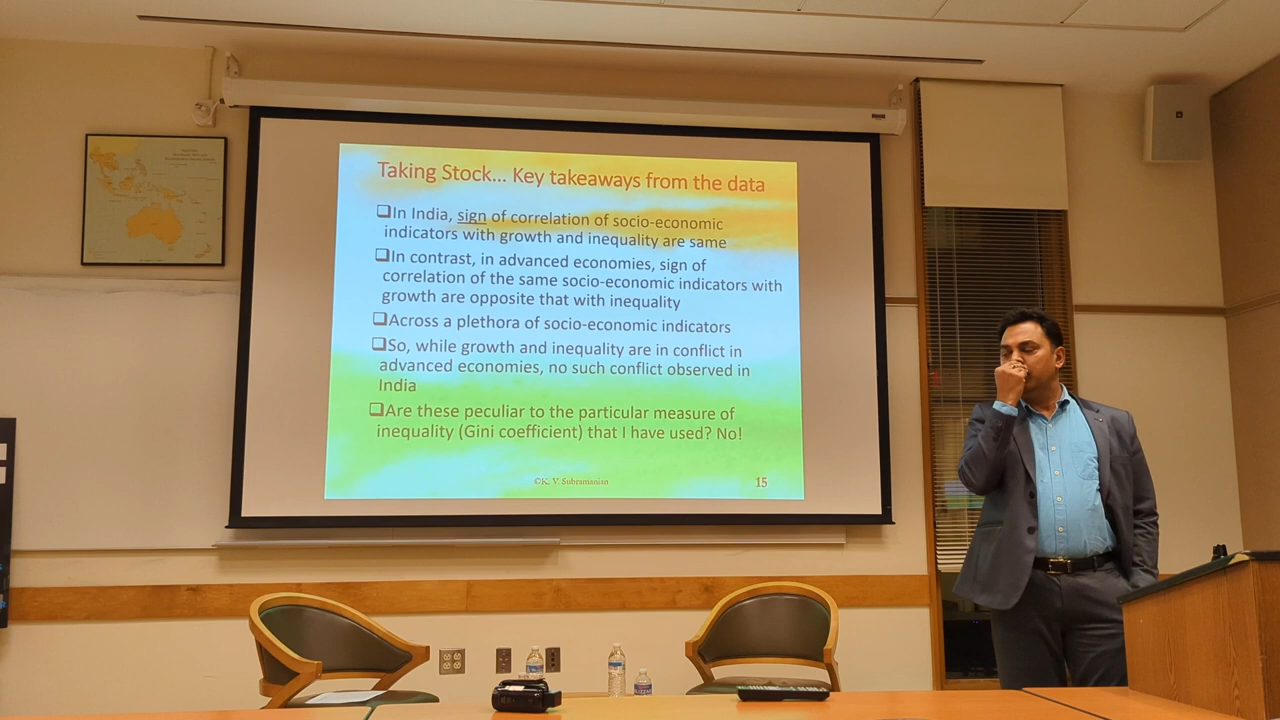 Taking Stock... Key takeaways from the data
❑In India, sign of correlation of socio-economic
indicators with growth and inequality are same
❑In contrast, in advanced economies, sign of
correlation of the same socio-economic indicators with
growth are opposite that with inequality
❑Across a plethora of socio-economic indicators
❑So, while growth and inequality are in conflict in
advanced economies, no such conflict observed in
India
❑Are these peculiar to the particular measure of
inequality (Gini coefficient) that I have used? No!
©K. V. Subramanian
15